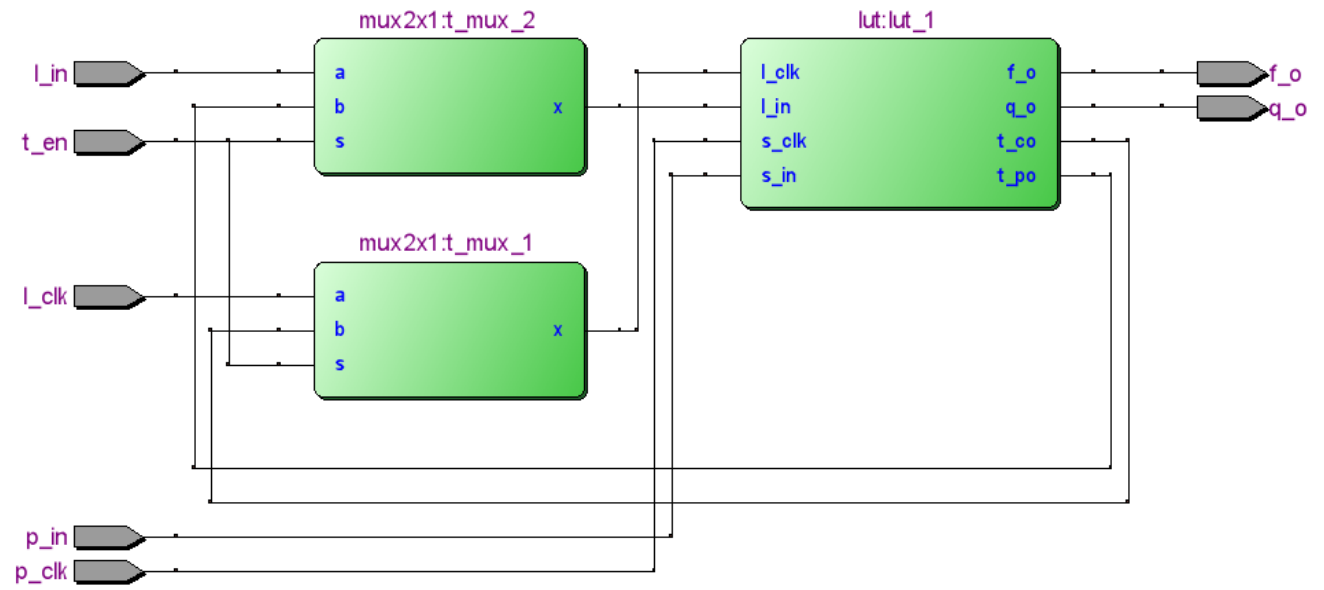 mux2x1:t_mux_2
lut:lut_1
l_in
a
l_clk
f_o
f_o
b
x
l_in
q_o
q_o
t_en
s
s_clk
t_co
s_in
t_po
mux2x1:t_mux_1
l_clk
a
b
x
s
p_in
p_clk